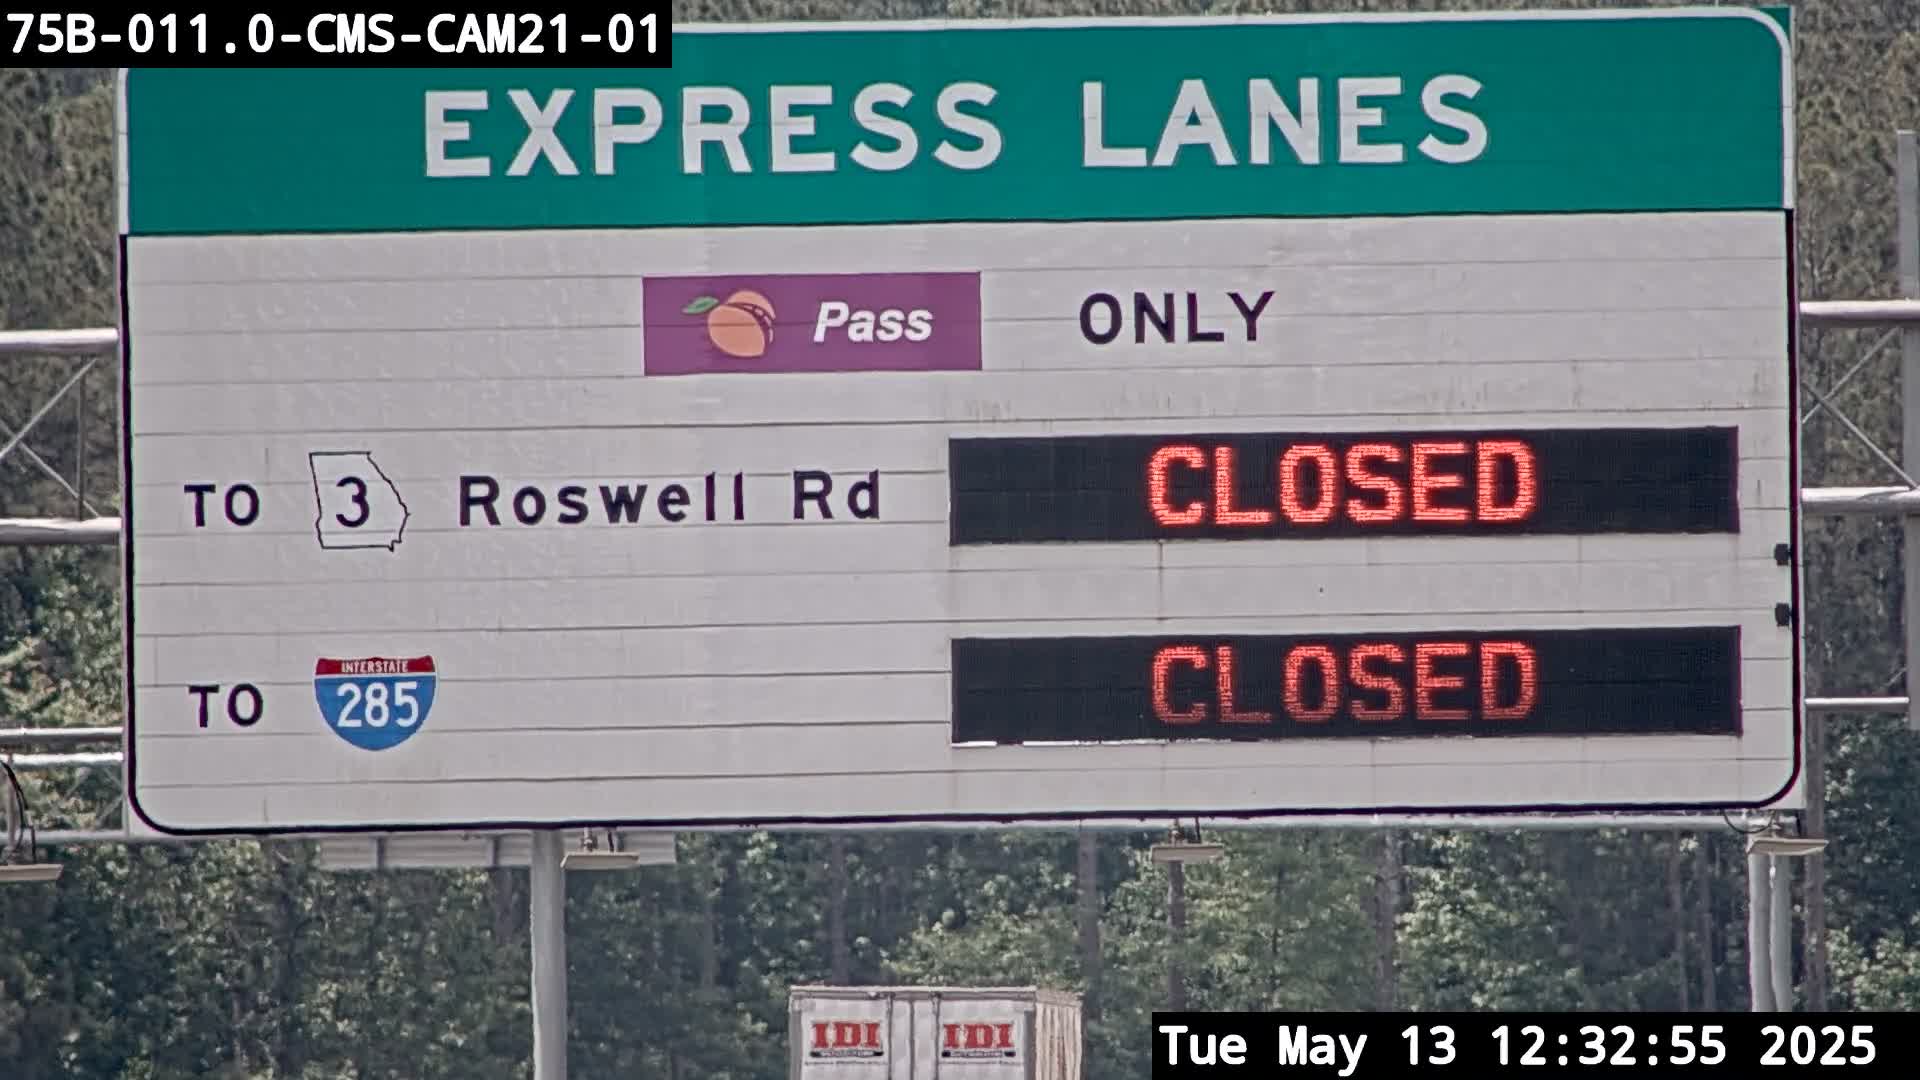 75B-011.0-CMS-CAM21-01
EXPRESS LANES
Pass ONLY
TO 3 Roswell Rd CLOSED
INTERSTATE
TO 285 CLOSED
IDI IDI
Tue May 13 12:32:55 2025